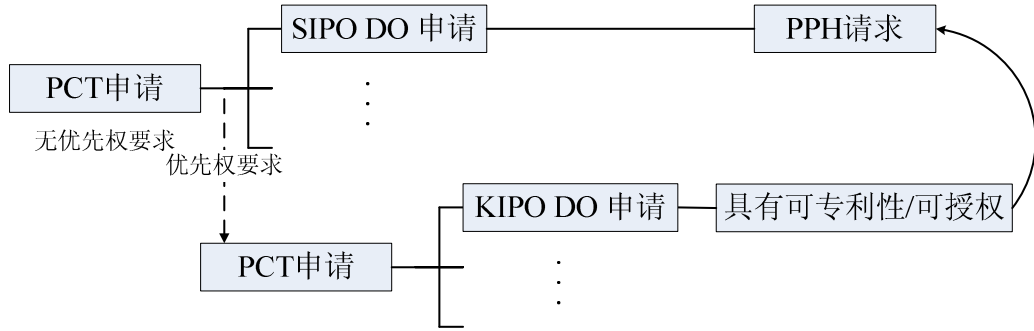 SIPO DO 申请
PPH请求
PCT申请
无优先权要求
优先权要求
KIPO DO 申请
具有可专利性/可授权
PCT申请